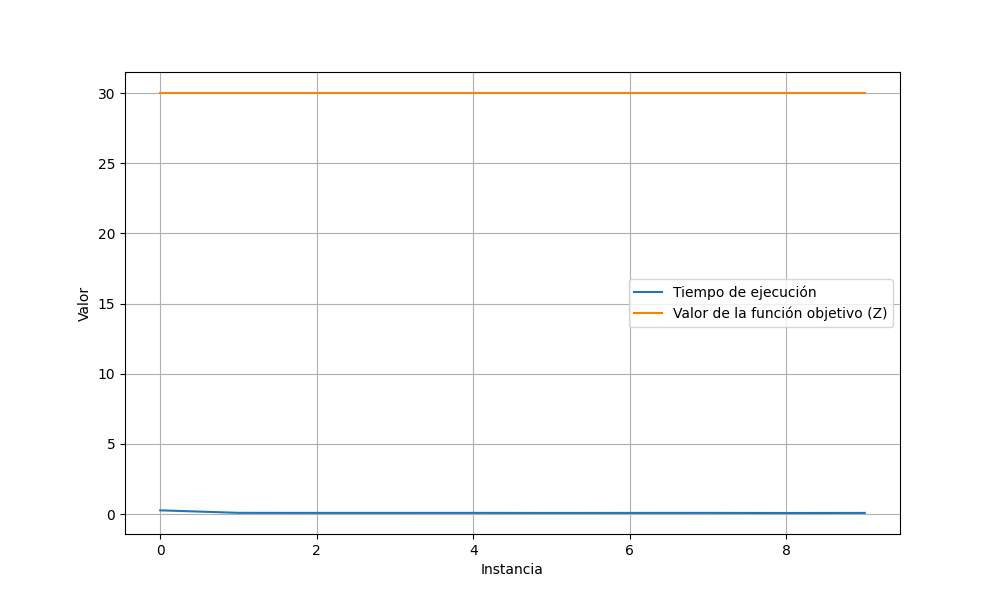 30
25
20
15
10
5
0
Valor
Tiempo de ejecución
Valor de la función objetivo (Z)
0 2 4 6 8
Instancia